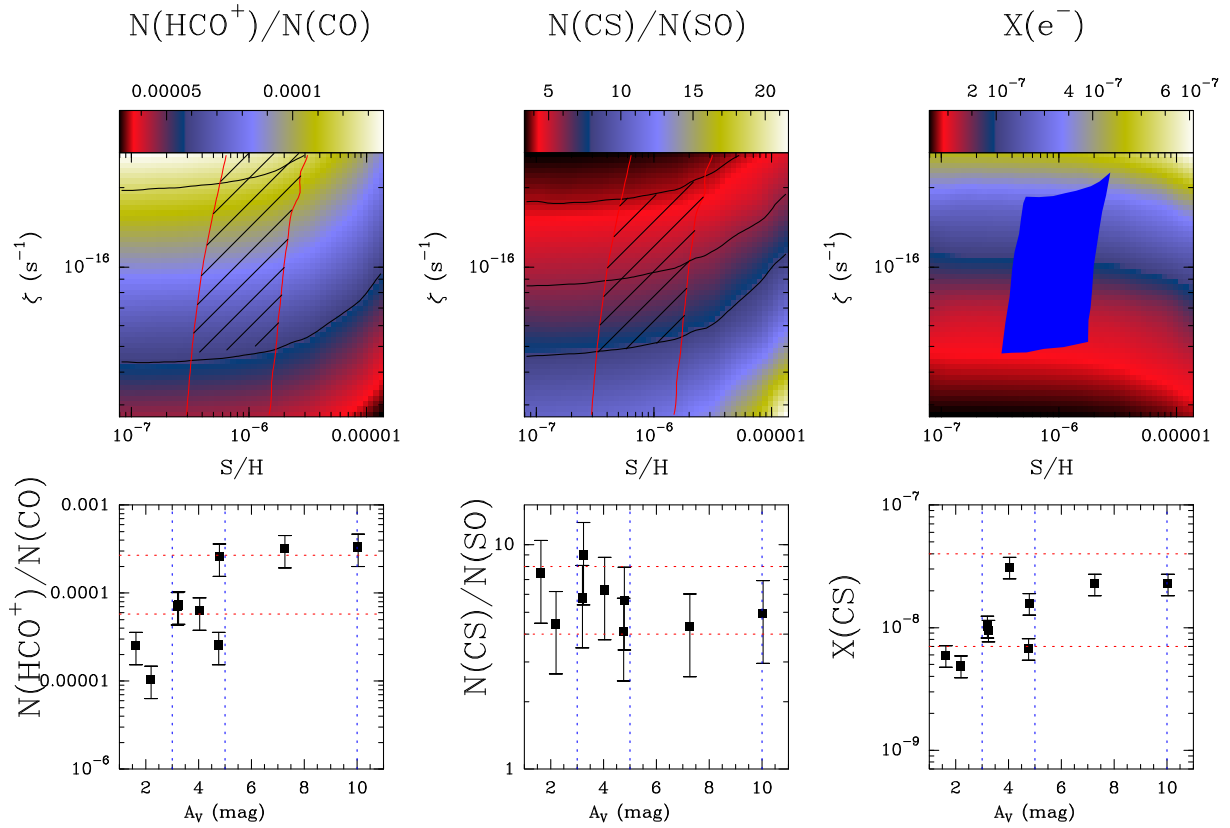 N(HCO⁺)/N(CO)
N(CS)/N(SO)
X(e⁻)
0.00005 0.0001
5 10 15 20
2 10⁻⁷ 4 10⁻⁷ 6 10⁻⁷
ζ (s⁻¹)
10⁻¹⁶
10⁻⁷ 10⁻⁶ 0.00001
S/H
ζ (s⁻¹)
10⁻¹⁶
10⁻⁷ 10⁻⁶ 0.00001
S/H
ζ (s⁻¹)
10⁻¹⁶
10⁻⁷ 10⁻⁶ 0.00001
S/H
N(HCO⁺)/N(CO)
0.001
0.0001
0.00001
10⁻⁶
2 4 6 8 10
A_V (mag)
N(CS)/N(SO)
10
1
2 4 6 8 10
A_V (mag)
X(CS)
10⁻⁷
10⁻⁸
10⁻⁹
2 4 6 8 10
A_V (mag)